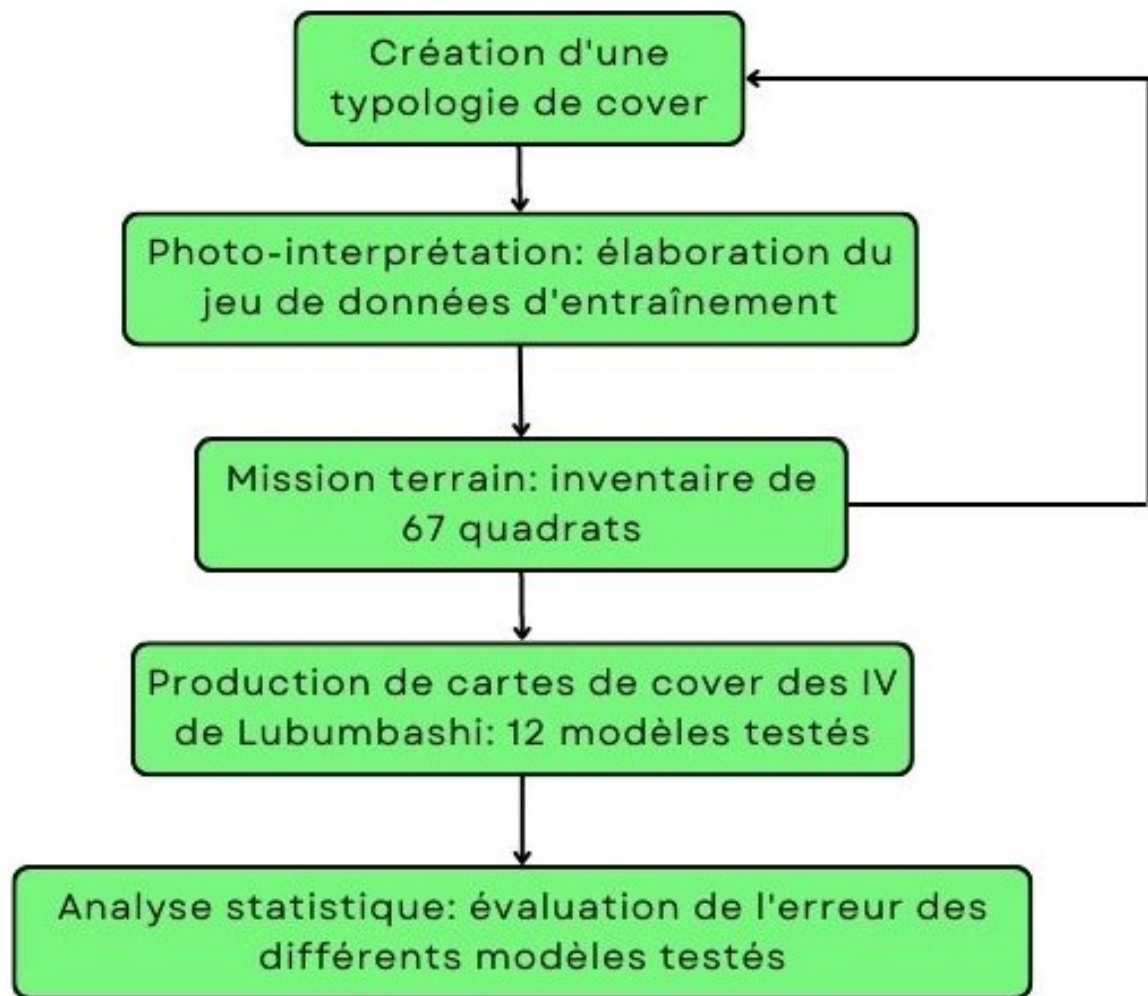 Création d'une
typologie de cover
Photo-interprétation: élaboration du
jeu de données d'entraînement
Mission terrain: inventaire de
67 quadrats
Production de cartes de cover des IV
de Lubumbashi: 12 modèles testés
Analyse statistique: évaluation de l'erreur des
différents modèles testés